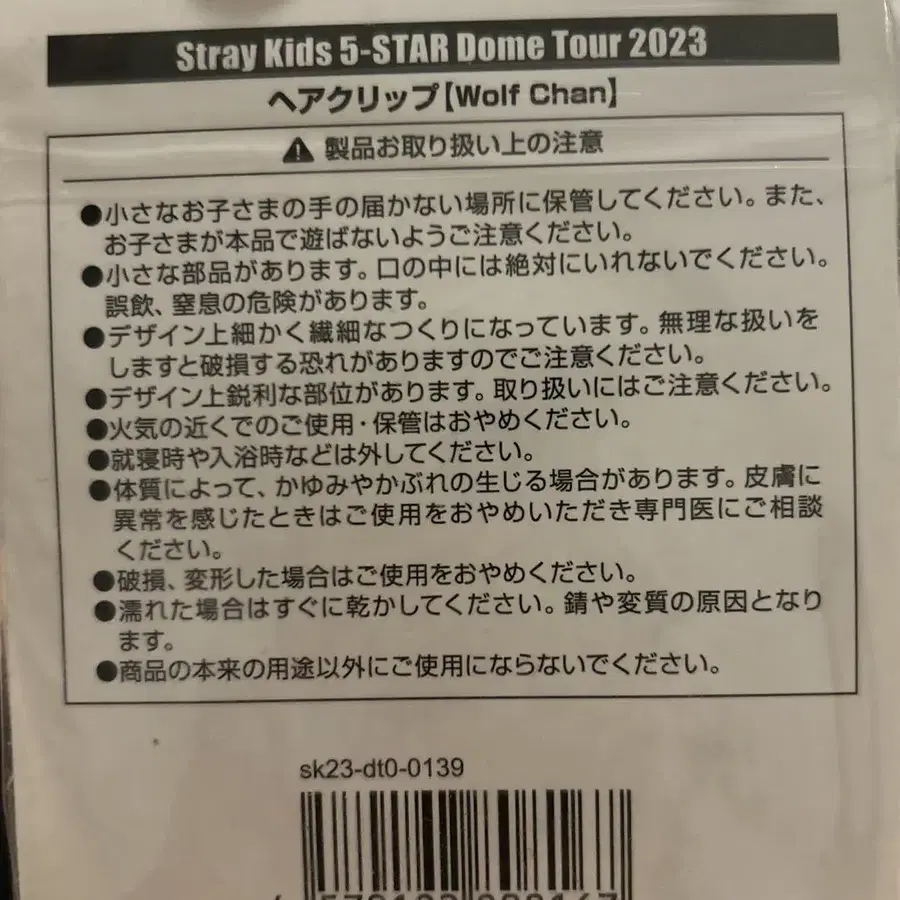 Stray Kids 5-STAR Dome Tour 2023
ヘアクリップ【Wolf Chan】
⚠ 製品お取り扱い上の注意
●小さなお子さまの手の届かない場所に保管してください。また、
お子さまが本品で遊ばないようご注意ください。
●小さな部品があります。口の中には絶対にいれないでください。
誤飲、窒息の危険があります。
●デザイン上細かく繊細なつくりになっています。無理な扱いを
しますと破損する恐れがありますのでご注意ください。
●デザイン上鋭利な部位があります。取り扱いにはご注意ください。
●火気の近くでのご使用・保管はおやめください。
●就寝時や入浴時などは外してください。
●体質によって、かゆみやかぶれの生じる場合があります。皮膚に
異常を感じたときはご使用をおやめいただき専門医にご相談
ください。
●破損、変形した場合はご使用をおやめください。
●濡れた場合はすぐに乾かしてください。錆や変質の原因となり
ます。
●商品の本来の用途以外にご使用にならないでください。
sk23-dt0-0139